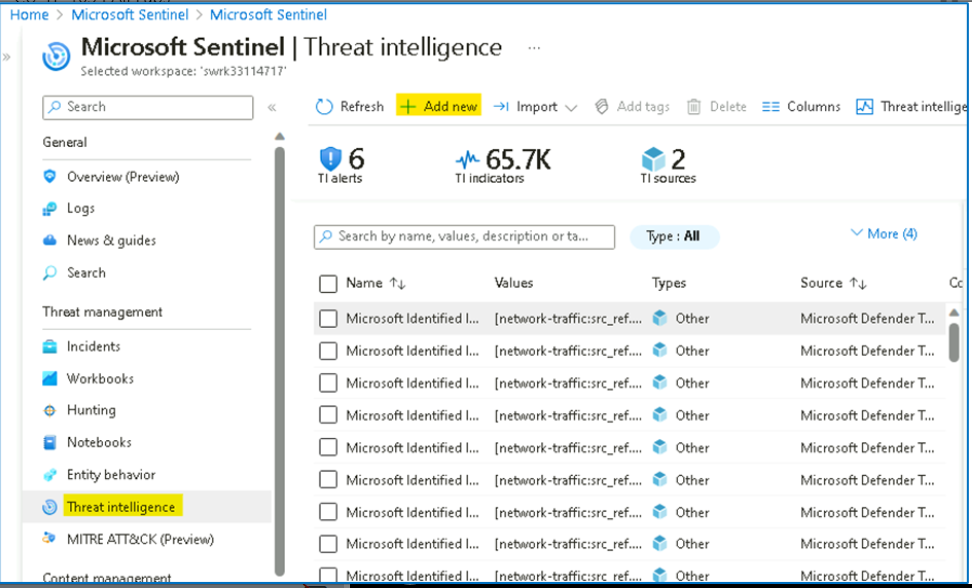 Home > Microsoft Sentinel > Microsoft Sentinel
Microsoft Sentinel | Threat intelligence ...
Selected workspace: 'swrk33114717'
Search
Refresh + Add new Import Add tags Delete Columns Threat intellige
General
Overview (Preview)
Logs
News & guides
Search
Threat management
Incidents
Workbooks
Hunting
Notebooks
Entity behavior
Threat intelligence
MITRE ATT&CK (Preview)
Content management
6 TI alerts
65.7K TI indicators
2 TI sources
Search by name, values, description or ta...
Type : All
More (4)
Name Values Types Source Co
Microsoft Identified I... [network-traffic:src_ref.... Other Microsoft Defender T...
Microsoft Identified I... [network-traffic:src_ref.... Other Microsoft Defender T...
Microsoft Identified I... [network-traffic:src_ref.... Other Microsoft Defender T...
Microsoft Identified I... [network-traffic:src_ref.... Other Microsoft Defender T...
Microsoft Identified I... [network-traffic:src_ref.... Other Microsoft Defender T...
Microsoft Identified I... [network-traffic:src_ref.... Other Microsoft Defender T...
Microsoft Identified I... [network-traffic:src_ref.... Other Microsoft Defender T...
Microsoft Identified I... [network-traffic:src_ref.... Other Microsoft Defender T...
Microsoft Identified I... [network-traffic:src_ref.... Other Microsoft Defender T...